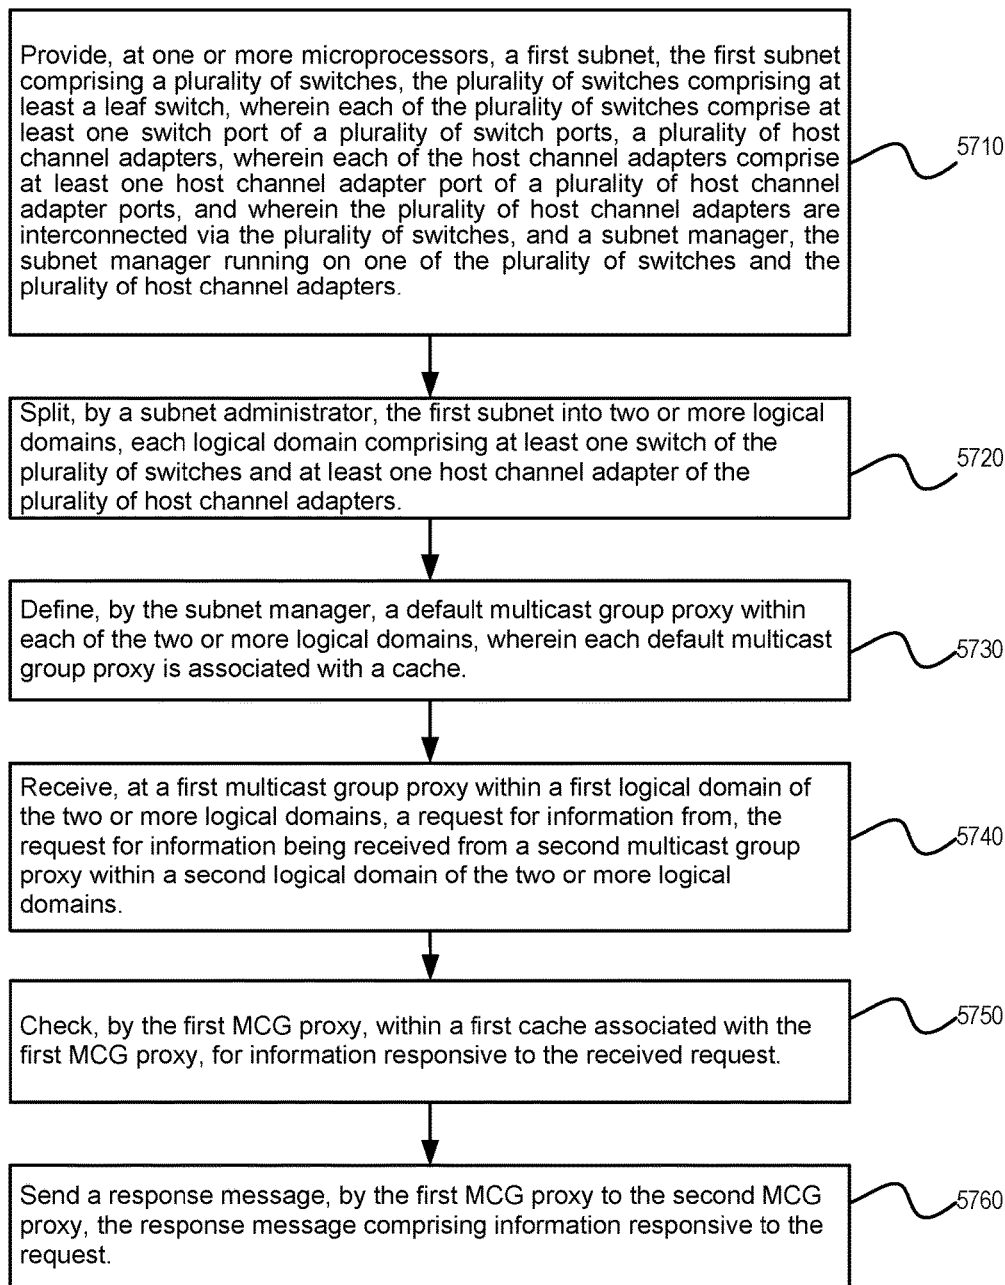 Provide, at one or more microprocessors, a first subnet, the first subnet
comprising a plurality of switches, the plurality of switches comprising at
least a leaf switch, wherein each of the plurality of switches comprise at
least one switch port of a plurality of switch ports, a plurality of host
channel adapters, wherein each of the host channel adapters comprise
at least one host channel adapter port of a plurality of host channel
adapter ports, and wherein the plurality of host channel adapters are
interconnected via the plurality of switches, and a subnet manager, the
subnet manager running on one of the plurality of switches and the
plurality of host channel adapters.
5710
Split, by a subnet administrator, the first subnet into two or more logical
domains, each logical domain comprising at least one switch of the
plurality of switches and at least one host channel adapter of the
plurality of host channel adapters.
5720
Define, by the subnet manager, a default multicast group proxy within
each of the two or more logical domains, wherein each default multicast
group proxy is associated with a cache.
5730
Receive, at a first multicast group proxy within a first logical domain of
the two or more logical domains, a request for information from, the
request for information being received from a second multicast group
proxy within a second logical domain of the two or more logical
domains.
5740
Check, by the first MCG proxy, within a first cache associated with the
first MCG proxy, for information responsive to the received request.
5750
Send a response message, by the first MCG proxy to the second MCG
proxy, the response message comprising information responsive to the
request.
5760